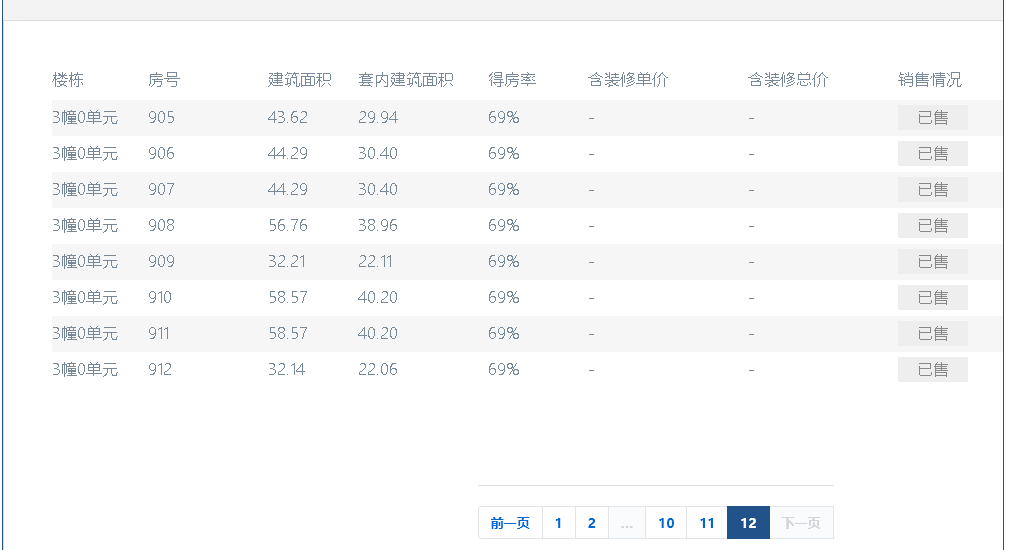 楼栋 房号 建筑面积 套内建筑面积 得房率 含装修单价 含装修总价 销售情况
3幢0单元 905 43.62 29.94 69% - - 已售
3幢0单元 906 44.29 30.40 69% - - 已售
3幢0单元 907 44.29 30.40 69% - - 已售
3幢0单元 908 56.76 38.96 69% - - 已售
3幢0单元 909 32.21 22.11 69% - - 已售
3幢0单元 910 58.57 40.20 69% - - 已售
3幢0单元 911 58.57 40.20 69% - - 已售
3幢0单元 912 32.14 22.06 69% - - 已售
前一页 1 2 ... 10 11 12 下一页